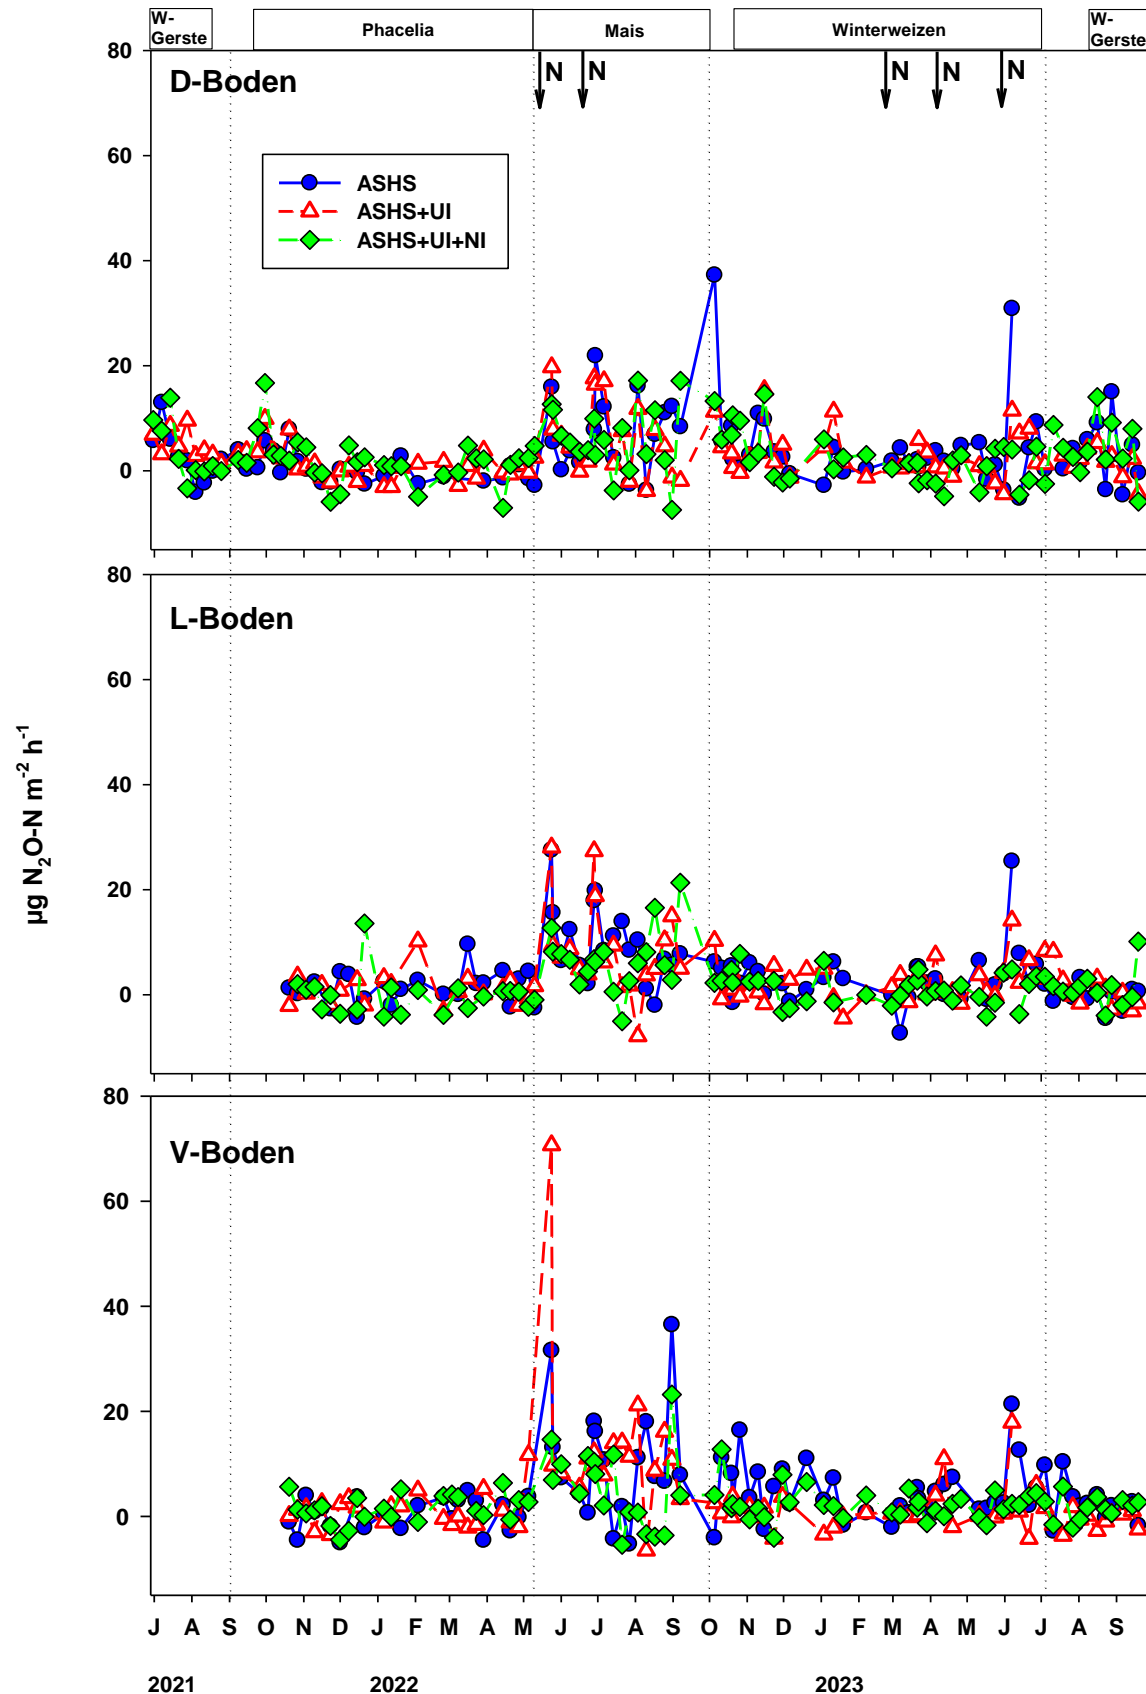 W-
Gerste
Phacelia
Mais
Winterweizen
W-
Gerste
80
60
40
20
0
D-Boden
N
N
N
N
N
ASHS
ASHS+UI
ASHS+UI+NI
80
60
40
20
0
L-Boden
µg N₂O-N m⁻² h⁻¹
80
60
40
20
0
V-Boden
J A S O N D J F M A M J J A S O N D J F M A M J J A S
2021 2022 2023